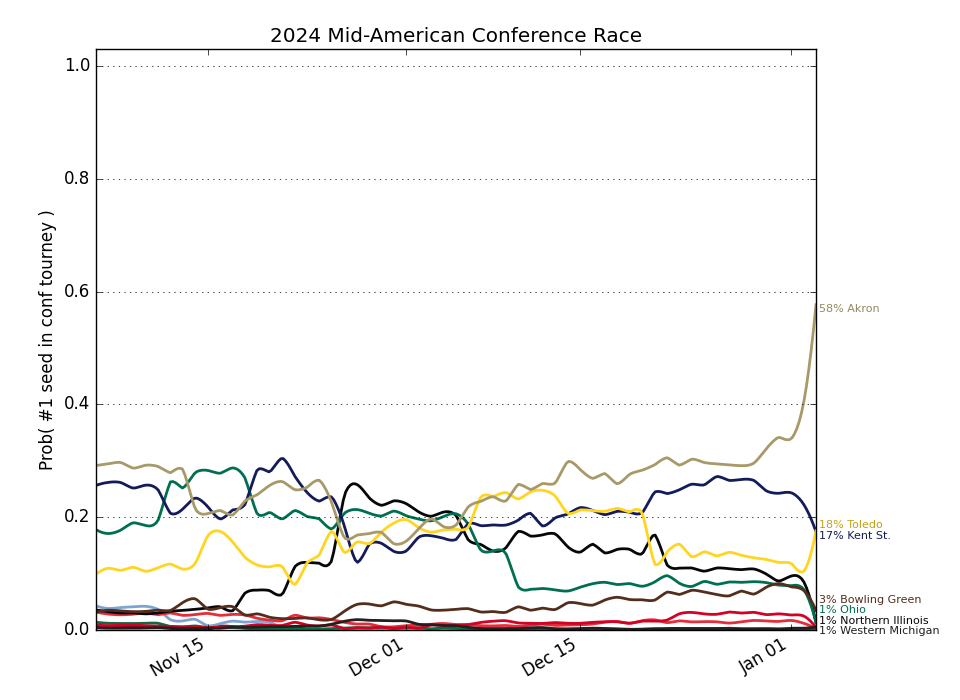 2024 Mid-American Conference Race
Prob( #1 seed in conf tourney )
1.0
0.8
0.6
0.4
0.2
0.0
58% Akron
18% Toledo
17% Kent St.
3% Bowling Green
1% Ohio
1% Northern Illinois
1% Western Michigan
Nov 15
Dec 01
Dec 15
Jan 01